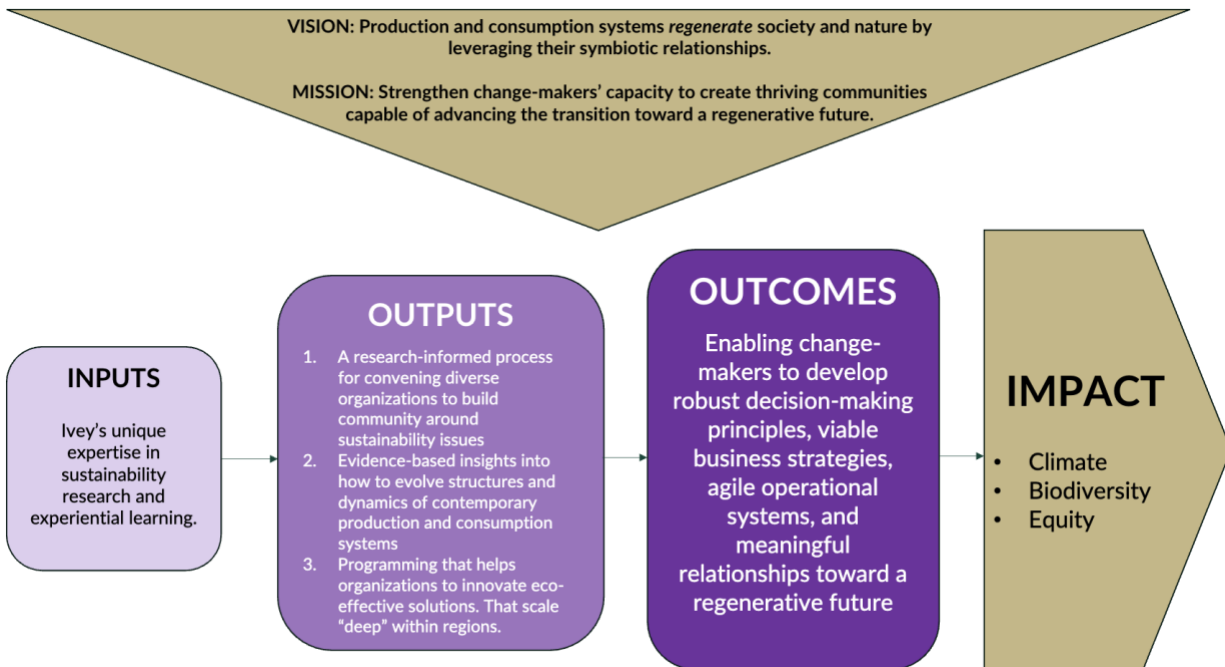 VISION: Production and consumption systems regenerate society and nature by
leveraging their symbiotic relationships.
MISSION: Strengthen change-makers’ capacity to create thriving communities
capable of advancing the transition toward a regenerative future.
INPUTS
Ivey’s unique
expertise in
sustainability
research and
experiential learning.
OUTPUTS
1. A research-informed process
for convening diverse
organizations to build
community around
sustainability issues
2. Evidence-based insights into
how to evolve structures and
dynamics of contemporary
production and consumption
systems
3. Programming that helps
organizations to innovate eco-
effective solutions. That scale
“deep” within regions.
OUTCOMES
Enabling change-
makers to develop
robust decision-making
principles, viable
business strategies,
agile operational
systems, and
meaningful
relationships toward a
regenerative future
IMPACT
• Climate
• Biodiversity
• Equity